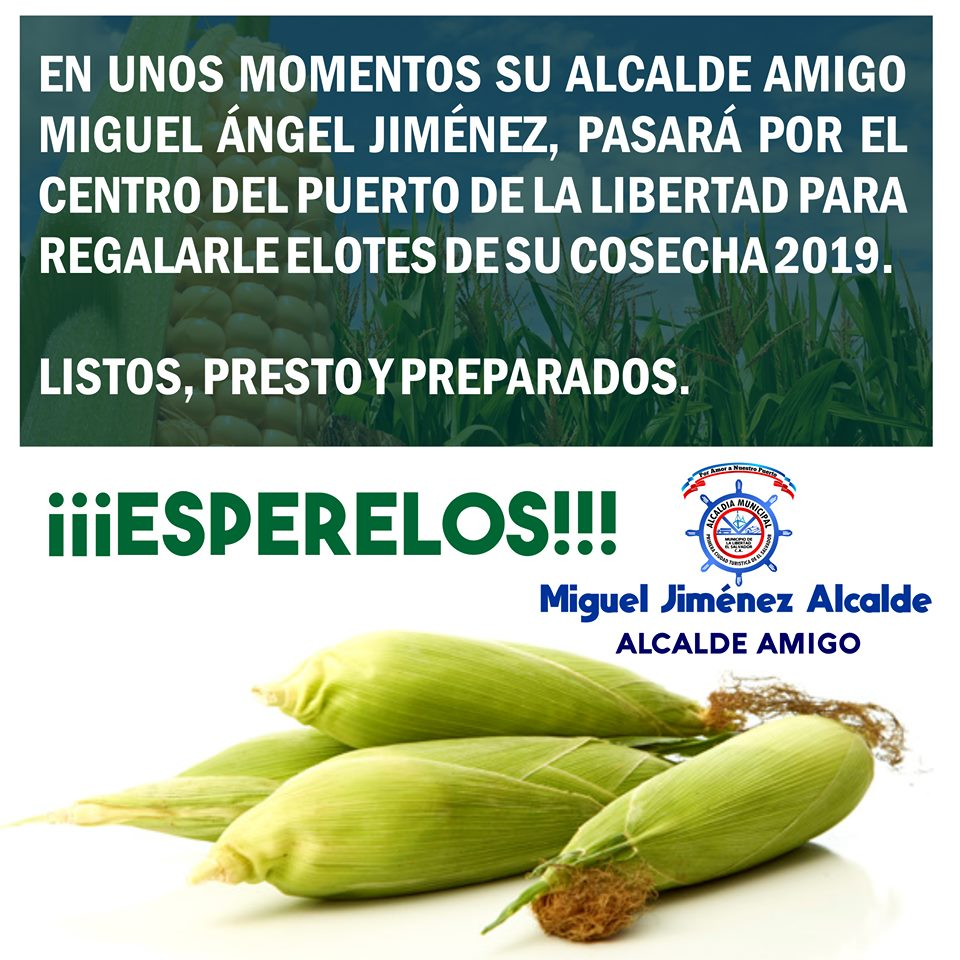 EN UNOS MOMENTOS SU ALCALDE AMIGO
MIGUEL ÁNGEL JIMÉNEZ, PASARÁ POR EL
CENTRO DEL PUERTO DE LA LIBERTAD PARA
REGALARLE ELOTES DE SU COSECHA 2019.
LISTOS, PRESTO Y PREPARADOS.
¡¡¡ESPERELOS!!!
Por Amor a Nuestro Puerto
ALCALDIA MUNICIPAL
MUNICIPIO DE
LA LIBERTAD
EL SALVADOR
C.A.
PRIMERA CIUDAD TURISTICA DE EL SALVADOR
Miguel Jiménez Alcalde
ALCALDE AMIGO